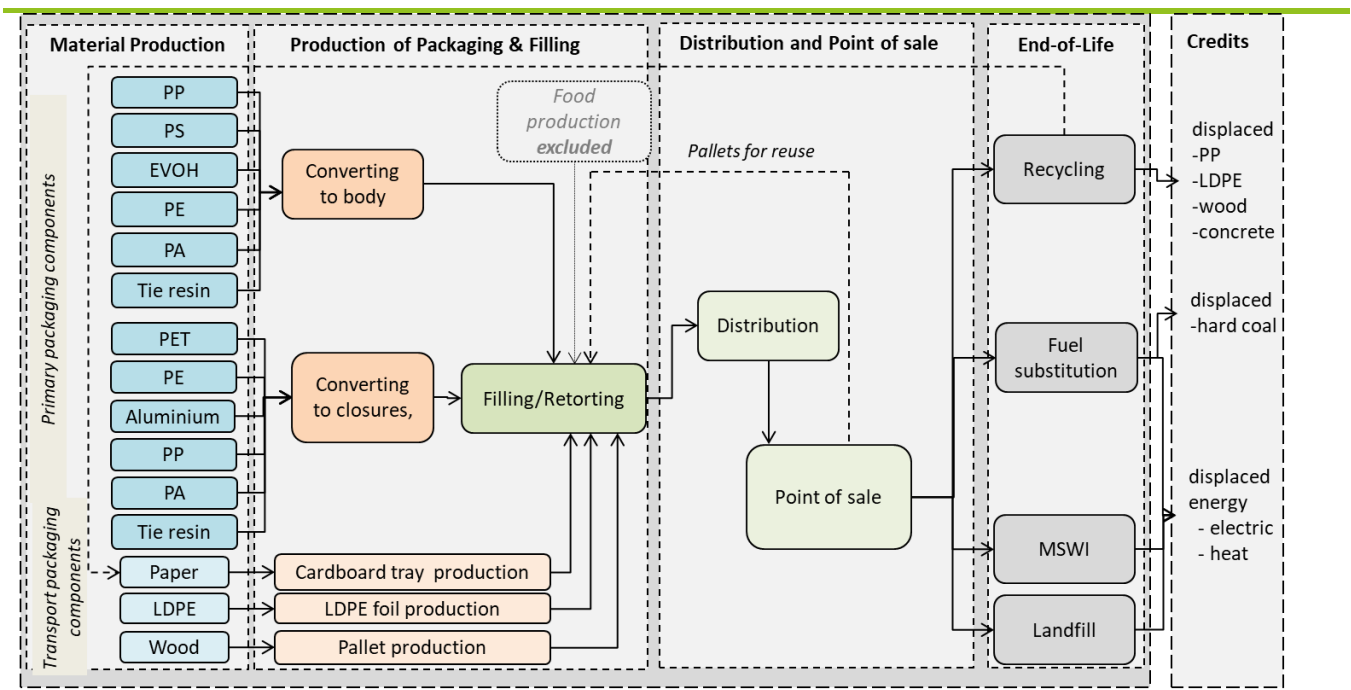 Material Production
Production of Packaging & Filling
Distribution and Point of sale
End-of-Life
Credits
Primary packaging components
Transport packaging
components
PP
PS
EVOH
PE
PA
Tie resin
PET
PE
Aluminium
PP
PA
Tie resin
Paper
LDPE
Wood
Converting
to body
Converting
to closures,
Cardboard tray production
LDPE foil production
Pallet production
Food
production
excluded
Filling/Retorting
Pallets for reuse
Distribution
Point of sale
Recycling
Fuel
substitution
MSWI
Landfill
displaced
-PP
-LDPE
-wood
-concrete
displaced
-hard coal
displaced
energy
- electric
- heat